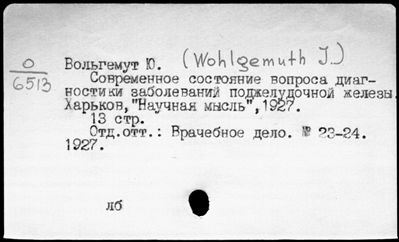 О
6513
Вольгемут Ю. (Wohlgemuth J.)
Современное состояние вопроса диаг-
ностики заболеваний поджелудочной железы.
Харьков,"Научная мысль",1927.
13 стр.
Отд.отт.: Врачебное дело. № 23-24.
1927.
лб